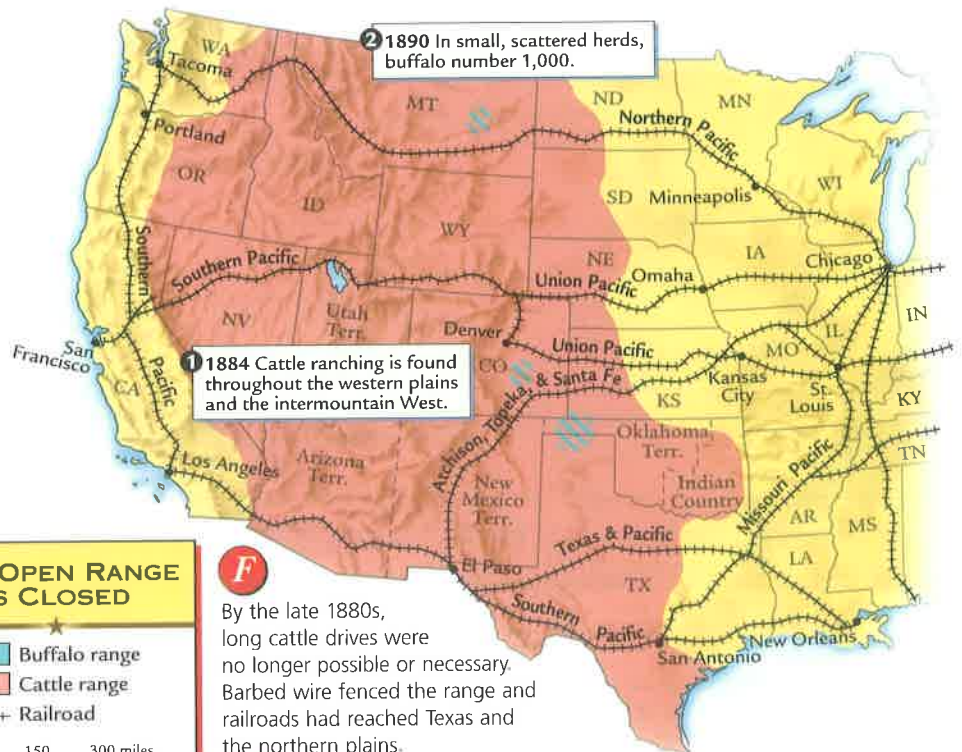 2 1890 In small, scattered herds,
buffalo number 1,000.
WA
Tacoma
MT
ND
MN
Northern Pacific
Portland
OR
ID
SD
Minneapolis
WI
WY
Southern Pacific
NE
Omaha
IA
Chicago
Union Pacific
NV
Utah
Terr.
Denver
IN
San
Francisco
Southern Pacific
CA
1 1884 Cattle ranching is found
throughout the western plains
and the intermountain West.
CO
Union Pacific
IL
MO
Atchison, Topeka, & Santa Fe
Kansas
City
St.
Louis
KS
KY
Oklahoma
Terr.
TN
Los Angeles
Arizona
Terr.
New
Mexico
Terr.
Indian
Country
Missouri Pacific
AR
MS
Texas & Pacific
LA
El Paso
TX
Southern Pacific
New Orleans
San Antonio
OPEN RANGE
S CLOSED
Buffalo range
Cattle range
Railroad
150 300 miles
F
By the late 1880s,
long cattle drives were
no longer possible or necessary.
Barbed wire fenced the range and
railroads had reached Texas and
the northern plains.